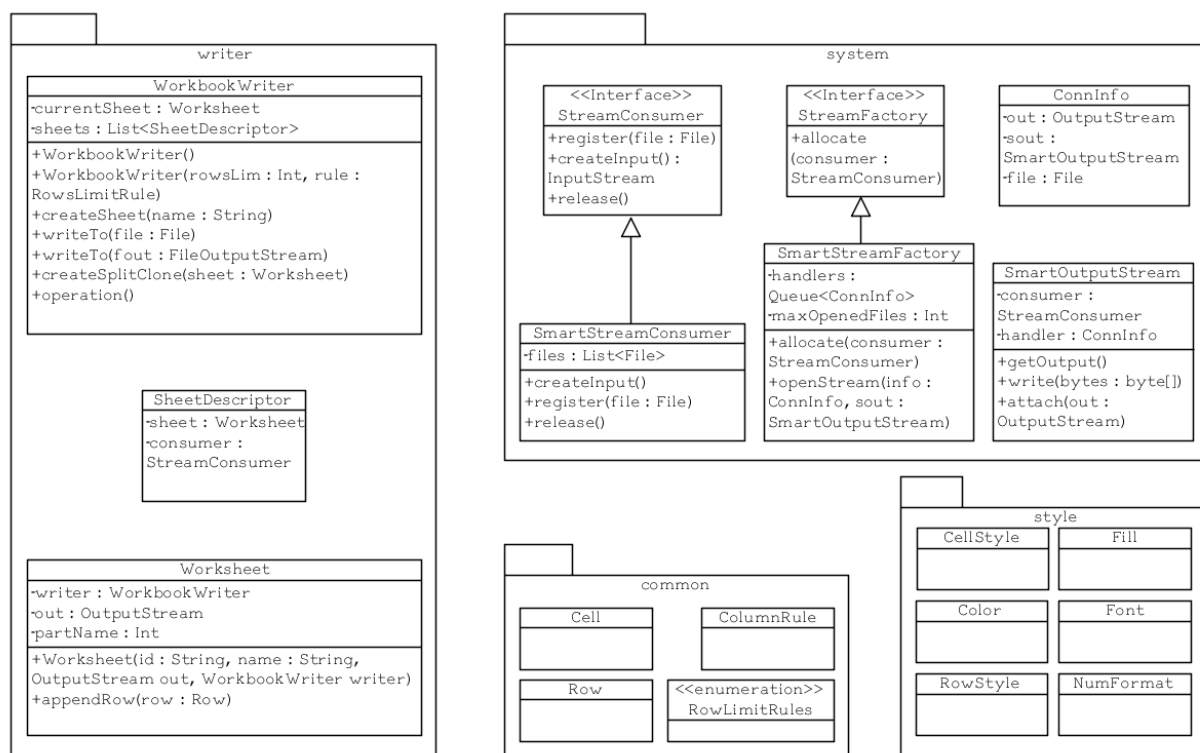 writer
WorkbookWriter
-currentSheet : Worksheet
-sheets : List<SheetDescriptor>
+WorkbookWriter()
+WorkbookWriter(rowsLim : Int, rule :
RowsLimitRule)
+createSheet(name : String)
+writeTo(file : File)
+writeTo(fout : FileOutputStream)
+createSplitClone(sheet : Worksheet)
+operation()
SheetDescriptor
-sheet : Worksheet
-consumer :
StreamConsumer
Worksheet
-writer : WorkbookWriter
-out : OutputStream
-partName : Int
+Worksheet(id : String, name : String,
OutputStream out, WorkbookWriter writer)
+appendRow(row : Row)
system
<<Interface>>
StreamConsumer
+register(file : File)
+createInput() :
InputStream
+release()
<<Interface>>
StreamFactory
+allocate
(consumer :
StreamConsumer)
ConnInfo
-out : OutputStream
-sout :
SmartOutputStream
-file : File
SmartStreamConsumer
-files : List<File>
+createInput()
+register(file : File)
+release()
SmartStreamFactory
-handlers :
Queue<ConnInfo>
-maxOpenedFiles : Int
+allocate(consumer :
StreamConsumer)
+openStream(info :
ConnInfo, sout :
SmartOutputStream)
SmartOutputStream
-consumer :
StreamConsumer
-handler : ConnInfo
+getOutput()
+write(bytes : byte[])
+attach(out :
OutputStream)
common
Cell
ColumnRule
Row
<<enumeration>>
RowLimitRules
style
CellStyle
Fill
Color
Font
RowStyle
NumFormat